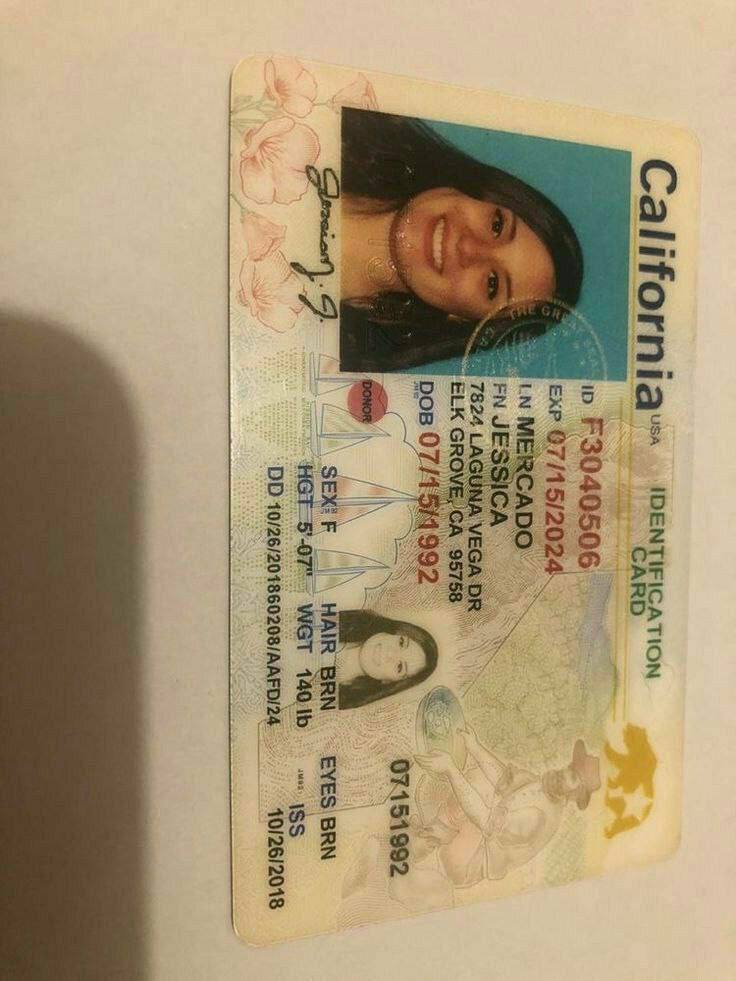 California USA IDENTIFICATION
CARD
ID F3040506
EXP 07/15/2024
LN MERCADO
FN JESSICA
7824 LAGUNA VEGA DR
ELK GROVE, CA 95758
DOB 07/15/1992
07151992
DONOR
SEX F HAIR BRN EYES BRN
HGT 5'-07" WGT 140 lb ISS
DD 10/26/201860208/AAFD/24 10/26/2018